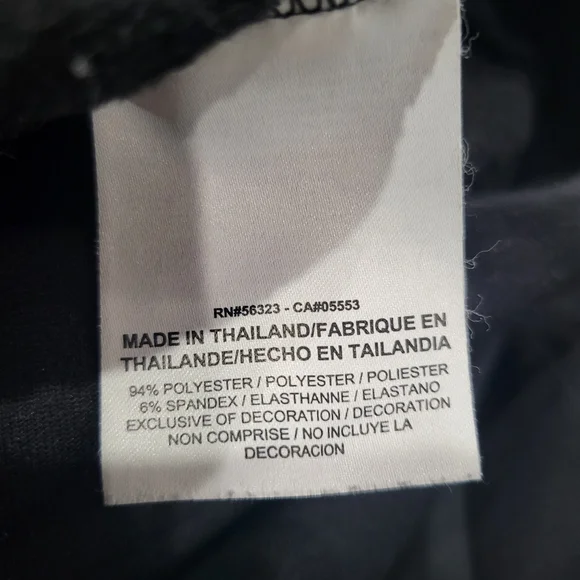 RN#56323 - CA#05553
MADE IN THAILAND/FABRIQUE EN
THAILANDE/HECHO EN TAILANDIA
94% POLYESTER / POLYESTER / POLIESTER
6% SPANDEX / ELASTHANNE / ELASTANO
EXCLUSIVE OF DECORATION / DECORATION
NON COMPRISE / NO INCLUYE LA
DECORACION